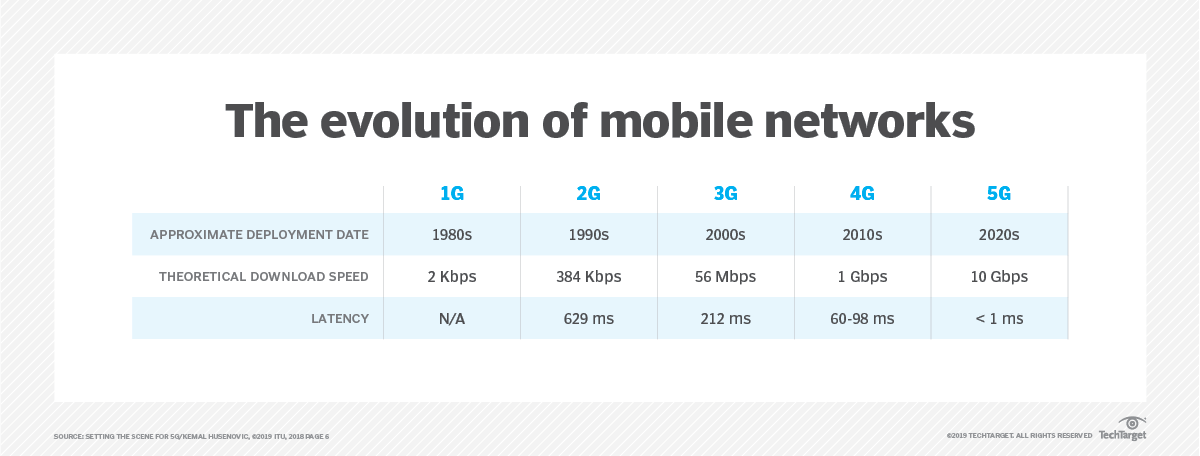 The evolution of mobile networks
1G 2G 3G 4G 5G
APPROXIMATE DEPLOYMENT DATE 1980s 1990s 2000s 2010s 2020s
THEORETICAL DOWNLOAD SPEED 2 Kbps 384 Kbps 56 Mbps 1 Gbps 10 Gbps
LATENCY N/A 629 ms 212 ms 60-98 ms < 1 ms
SOURCE: SETTING THE SCENE FOR 5G/KEMAL HUSENOVIC, ©2019 ITU, 2018 PAGE 6
©2019 TECHTARGET. ALL RIGHTS RESERVED TechTarget